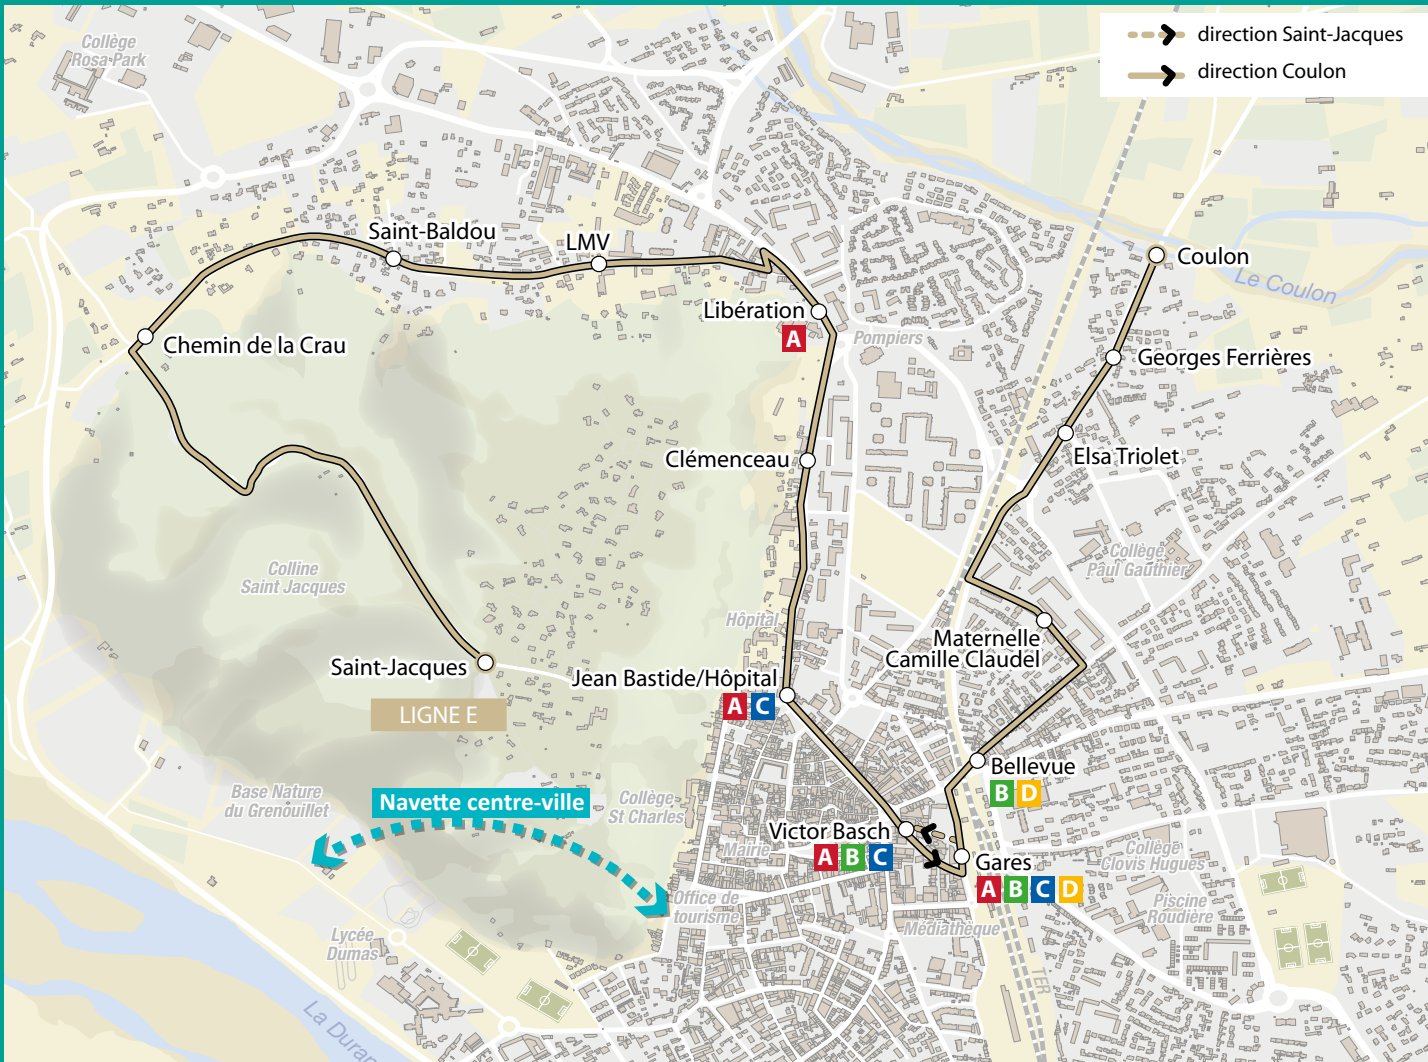 direction Saint-Jacques
direction Coulon
Collège
Rosa-Park
Saint-Baldou
LMV
Coulon
Le Coulon
Libération
A
Pompiers
Chemin de la Crau
Georges Ferrières
Clémenceau
Elsa Triolet
Collège
Paul Gauthier
Colline
Saint Jacques
Hôpital
Maternelle
Camille Claudel
Saint-Jacques
LIGNE E
Jean Bastide/Hôpital
A C
Bellevue
B D
Base Nature
du Grenouillet
Navette centre-ville
Collège
St Charles
Victor Basch
A B C
Mairie
Gares
A B C D
Collège
Clovis Hugues
Office de
tourisme
Médiathèque
Piscine
Roudière
Lycée
Dumas
TER
La Duran